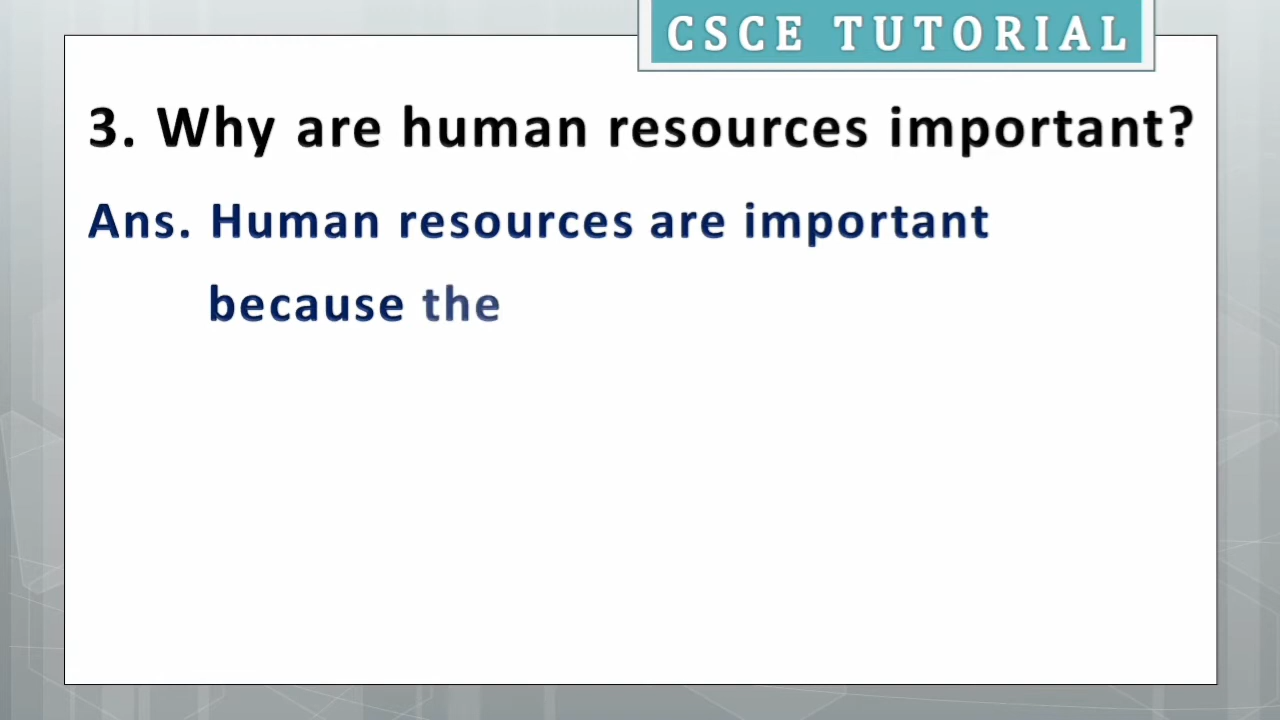 CSCE TUTORIAL
3. Why are human resources important?
Ans. Human resources are important
because the